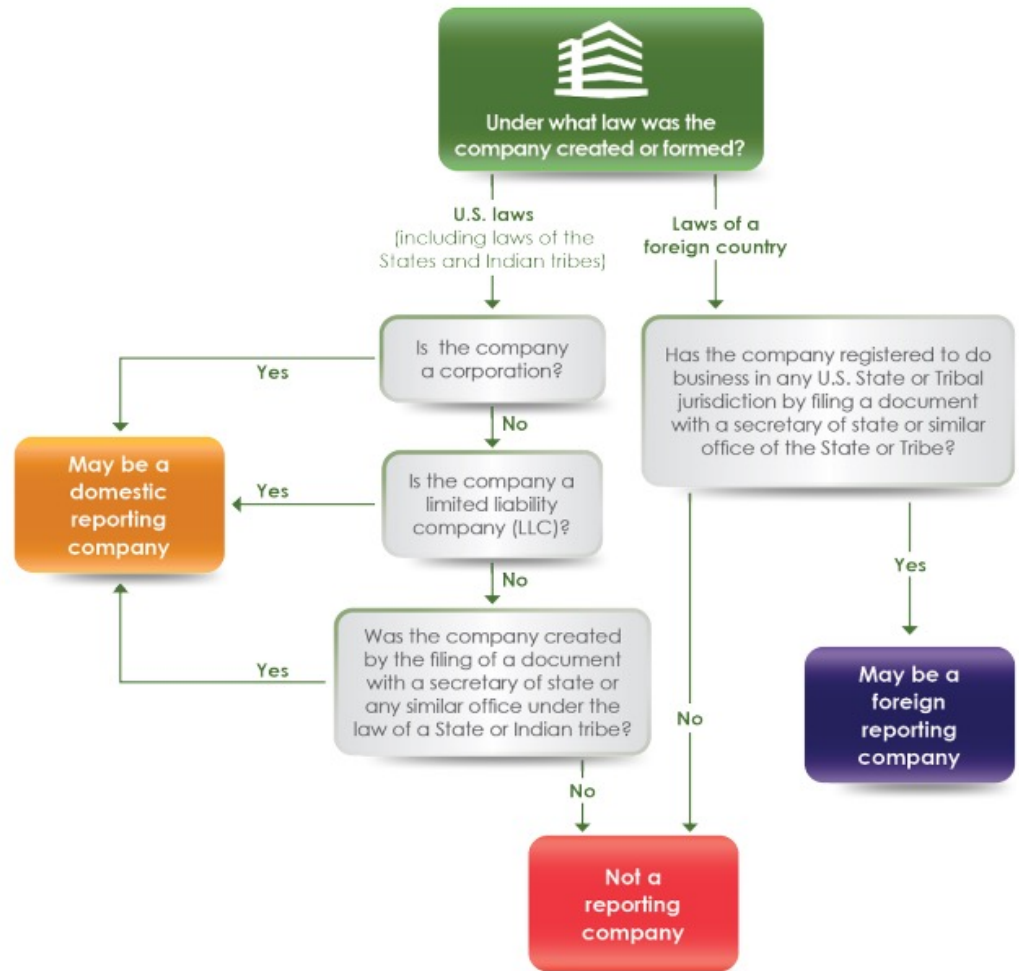 Under what law was the
company created or formed?
U.S. laws
(including laws of the
States and Indian tribes)
Laws of a
foreign country
Is the company
a corporation?
Yes
No
Has the company registered to do
business in any U.S. State or Tribal
jurisdiction by filing a document
with a secretary of state or similar
office of the State or Tribe?
May be a
domestic
reporting
company
Yes
Is the company a
limited liability
company (LLC)?
No
Yes
Was the company created
by the filing of a document
with a secretary of state or
any similar office under the
law of a State or Indian tribe?
Yes
No
No
May be a
foreign
reporting
company
Not a
reporting
company